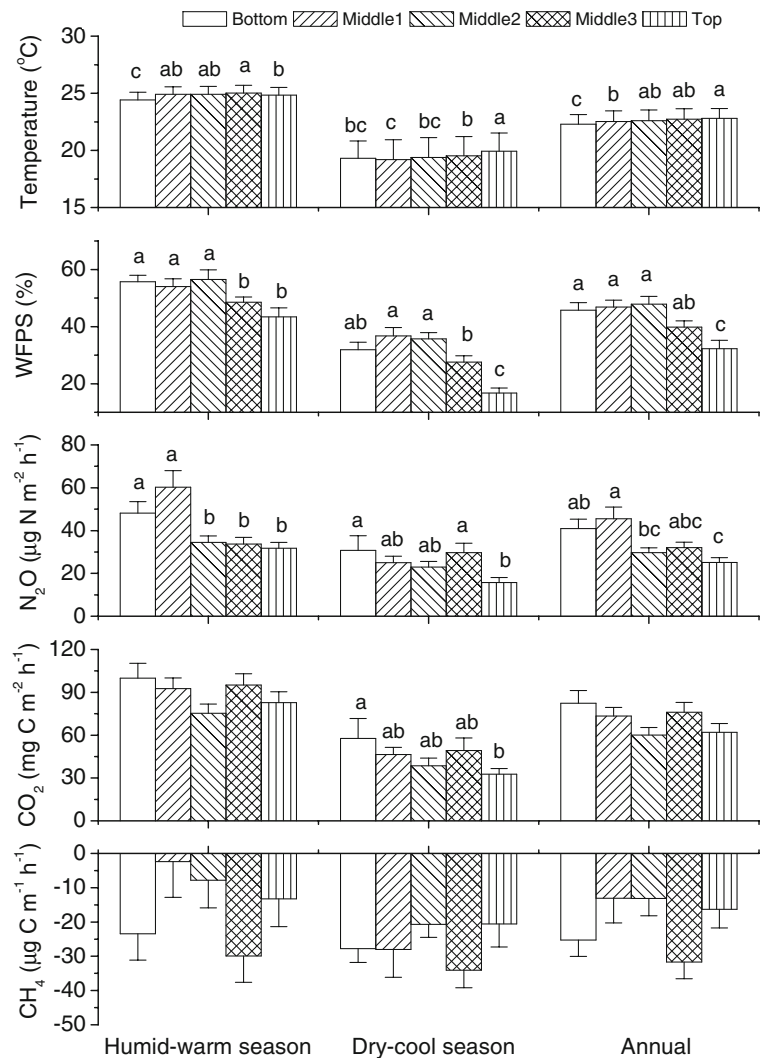 Bottom Middle1 Middle2 Middle3 Top
Temperature (°C)
30
25
20
15
c ab ab a b
bc c bc ab a
c b ab ab a
WFPS (%)
60
40
20
a a a b b
ab a a b c
a a a ab c
N₂O (µg N m⁻² h⁻¹)
80
60
40
20
0
a a b b b
a ab ab a b
ab a bc abc c
CO₂ (mg C m⁻² h⁻¹)
120
90
60
30
0
a ab ab ab b
CH₄ (µg C m⁻¹ h⁻¹)
0
-10
-20
-30
-40
-50
Humid-warm season Dry-cool season Annual